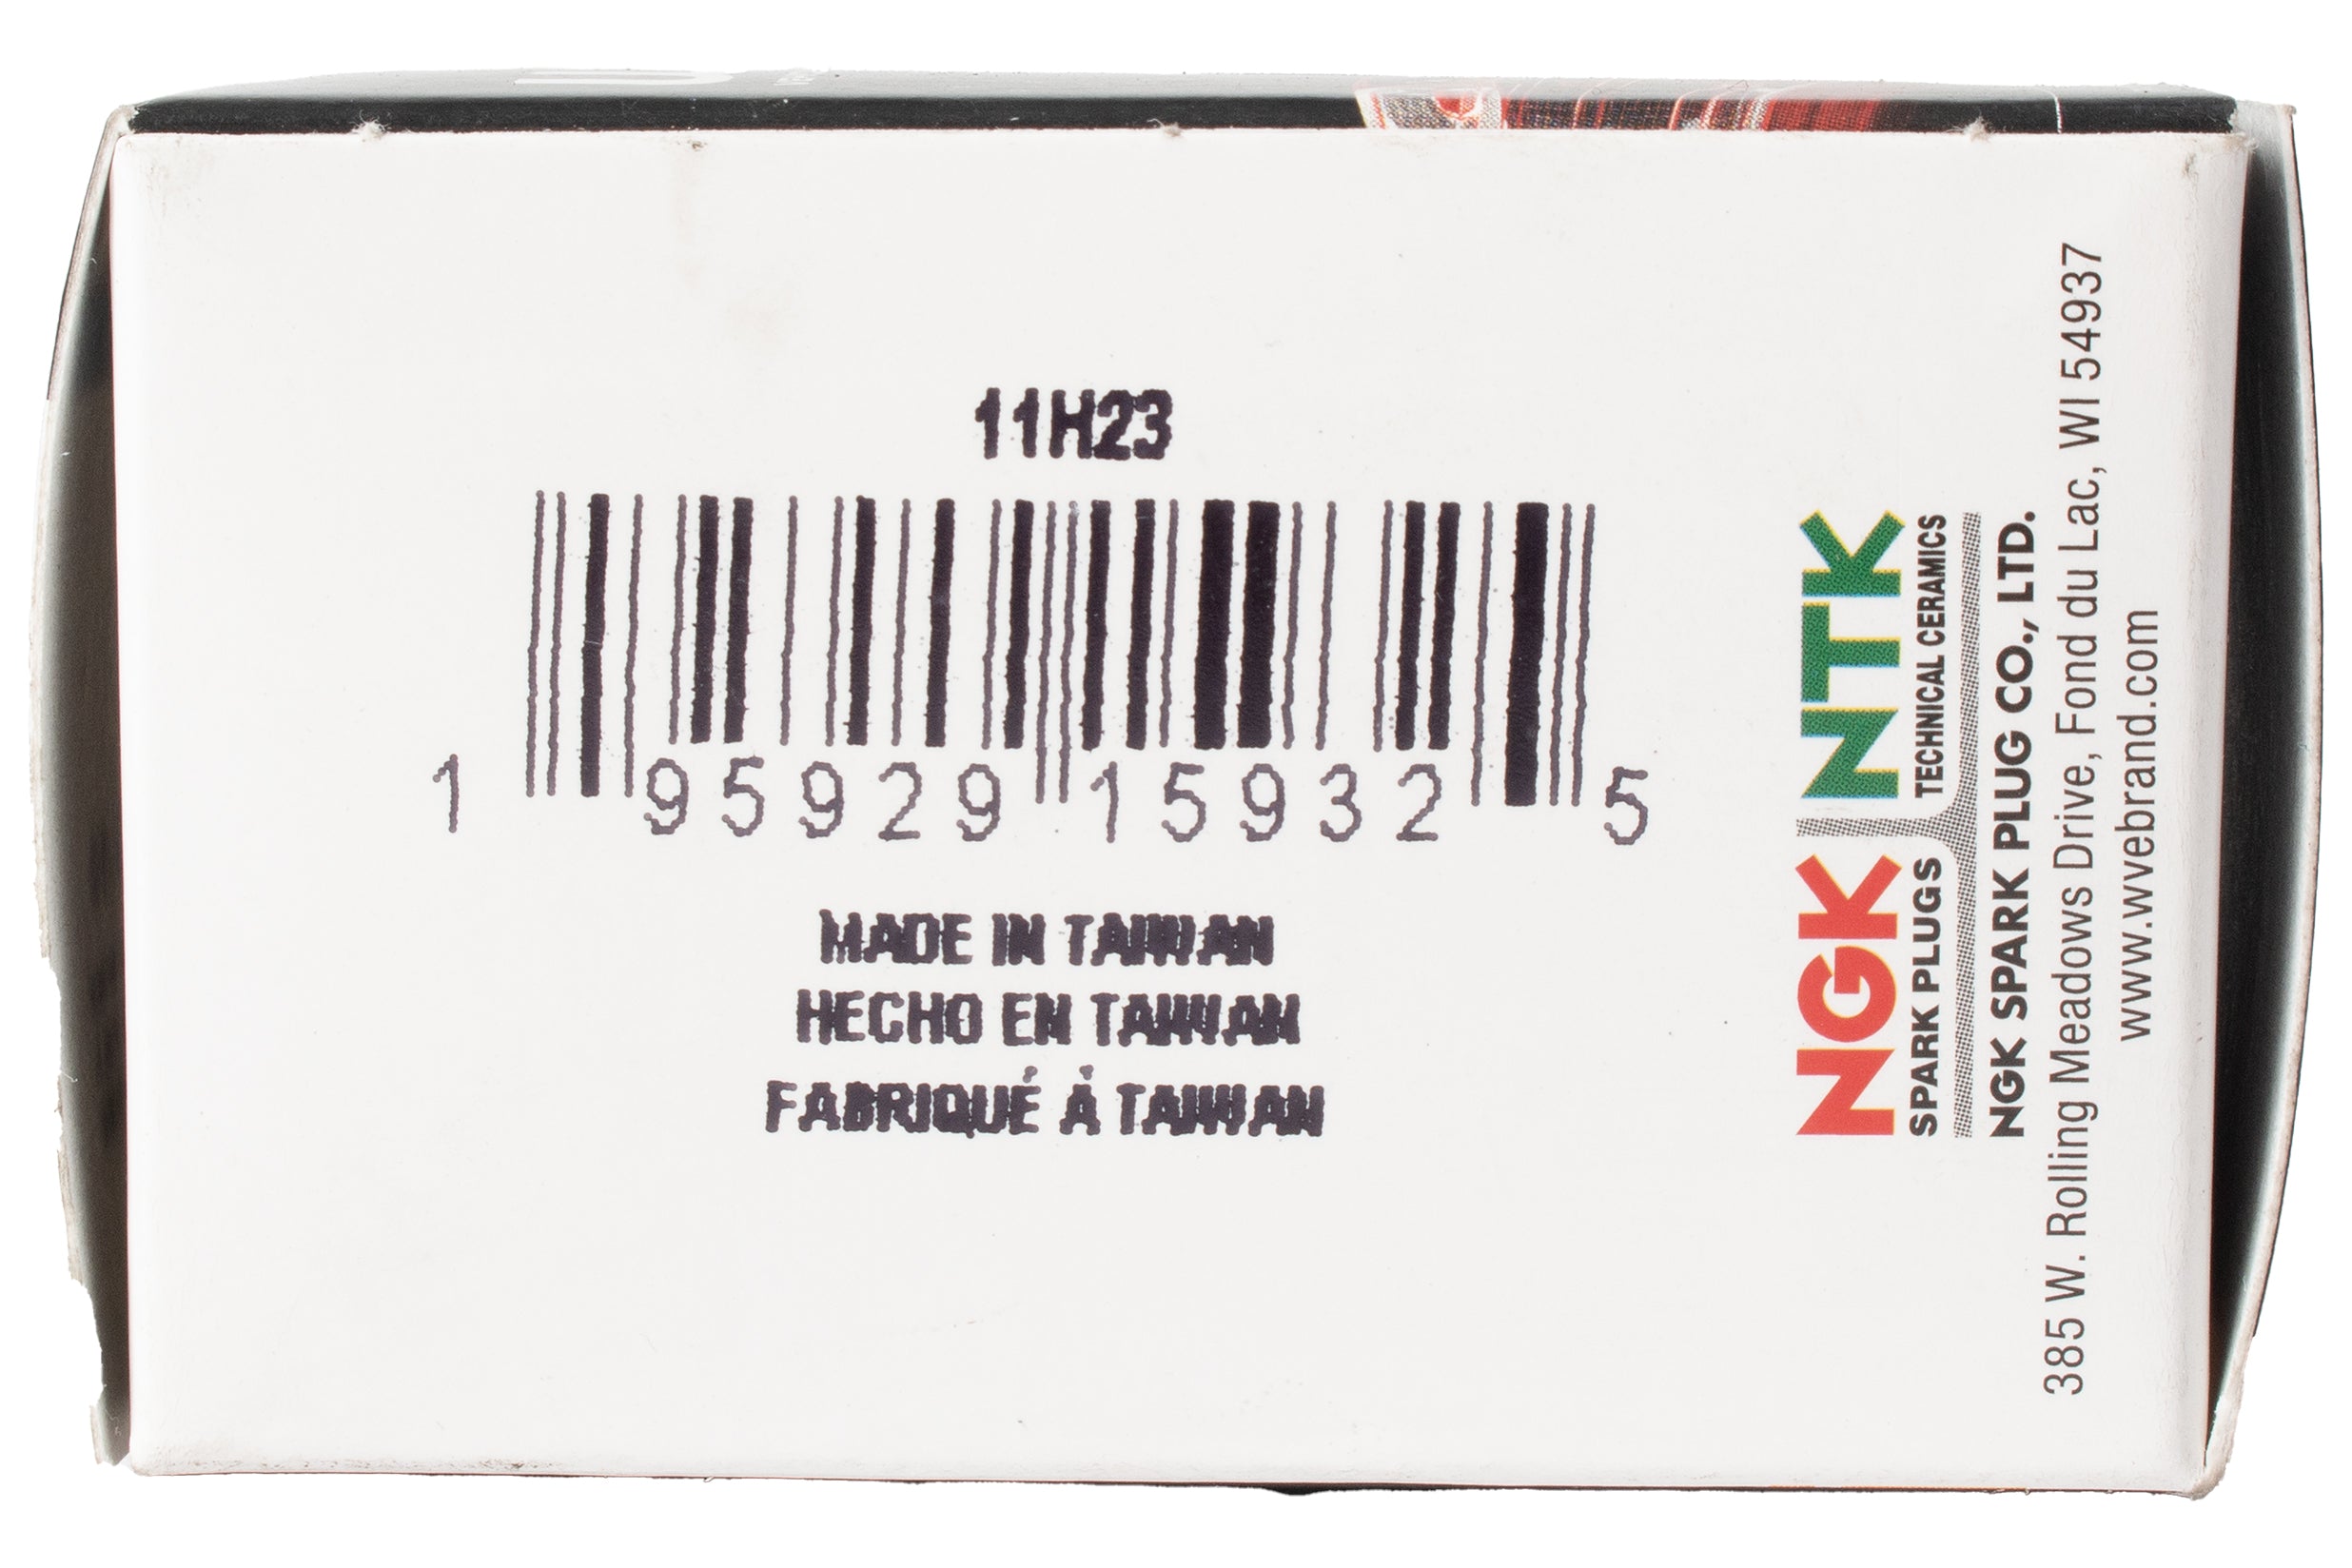 11H23
1 95929 15932 5
MADE IN TAIWAN
HECHO EN TAIWAN
FABRIQUÉ À TAIWAN
NGK NTK
SPARK PLUGS TECHNICAL CERAMICS
NGK SPARK PLUG CO., LTD.
385 W. Rolling Meadows Drive, Fond du Lac, WI 54937
www.wvebrand.com